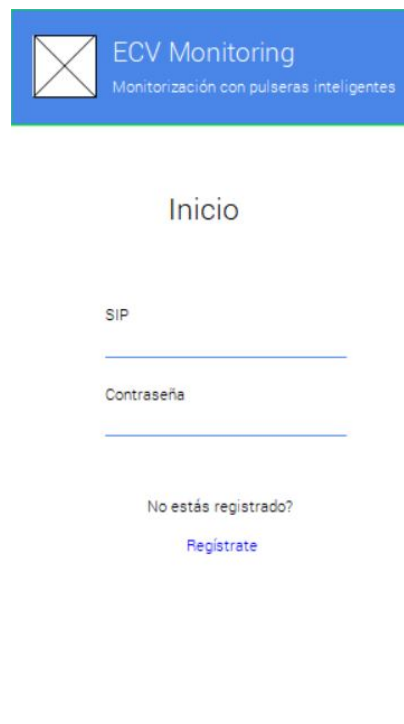 ECV Monitoring
Monitorización con pulseras inteligentes
Inicio
SIP
Contraseña
No estás registrado?
Regístrate